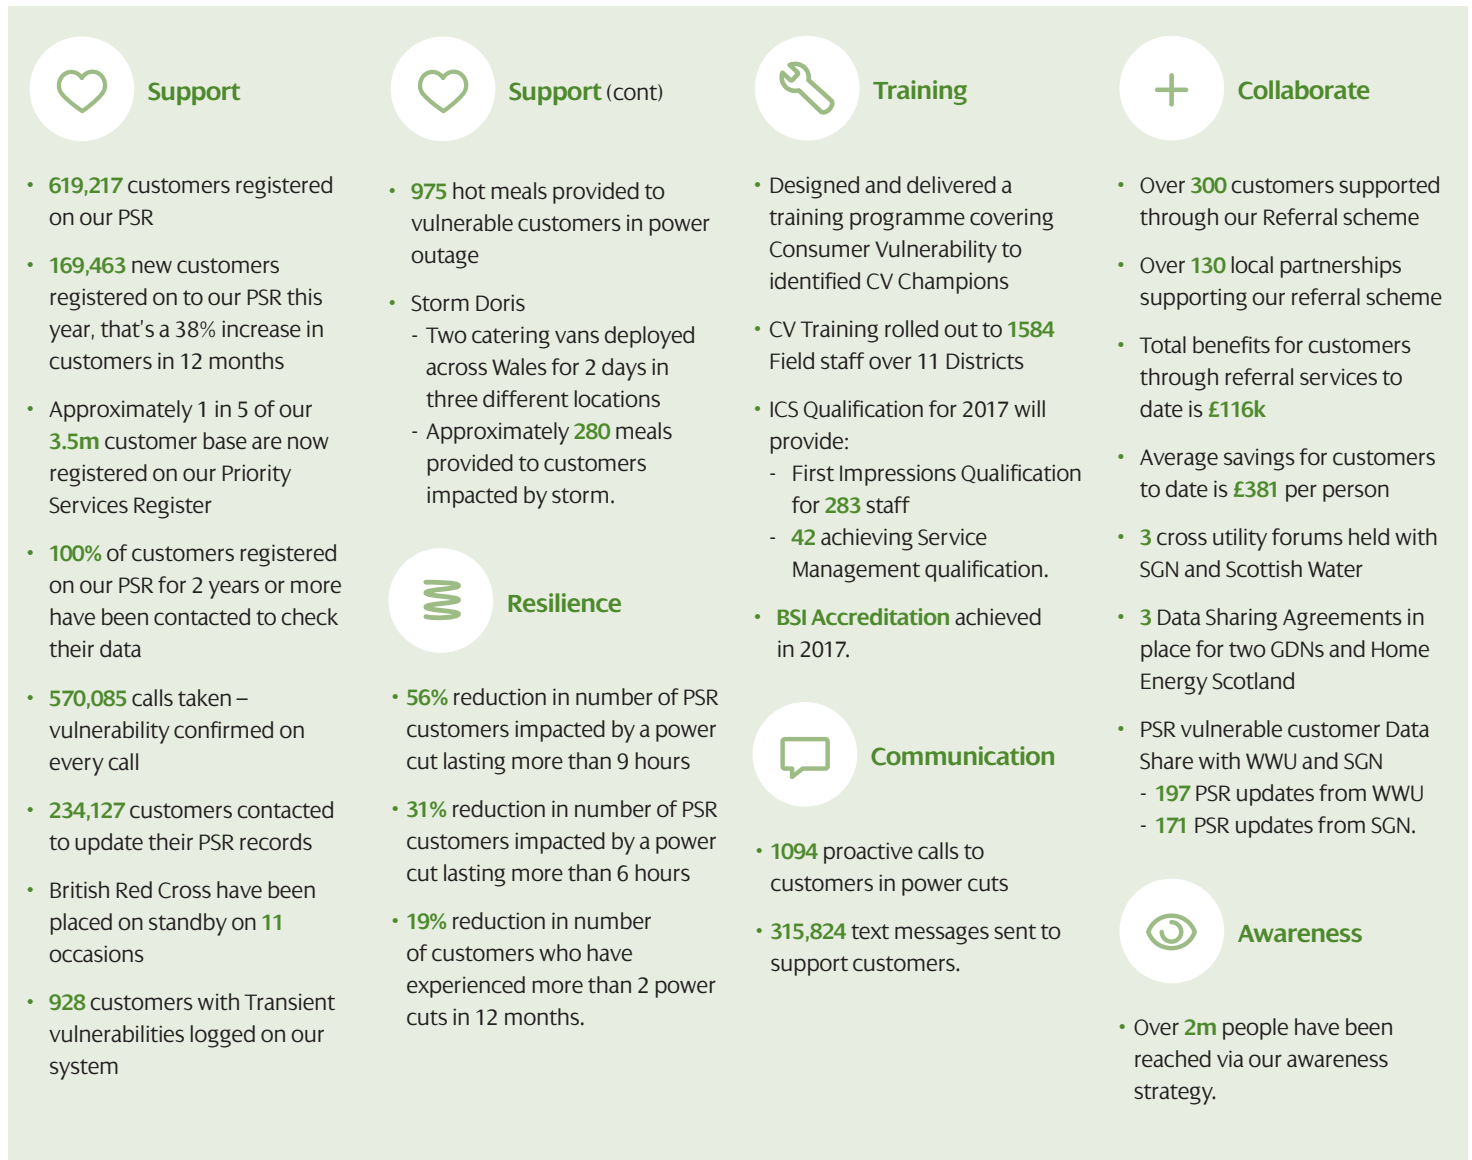 Support
• 619,217 customers registered
on our PSR
• 169,463 new customers
registered on to our PSR this
year, that's a 38% increase in
customers in 12 months
• Approximately 1 in 5 of our
3.5m customer base are now
registered on our Priority
Services Register
• 100% of customers registered
on our PSR for 2 years or more
have been contacted to check
their data
• 570,085 calls taken –
vulnerability confirmed on
every call
• 234,127 customers contacted
to update their PSR records
• British Red Cross have been
placed on standby on 11
occasions
• 928 customers with Transient
vulnerabilities logged on our
system
Support (cont)
• 975 hot meals provided to
vulnerable customers in power
outage
• Storm Doris
- Two catering vans deployed
across Wales for 2 days in
three different locations
- Approximately 280 meals
provided to customers
impacted by storm.
Resilience
• 56% reduction in number of PSR
customers impacted by a power
cut lasting more than 9 hours
• 31% reduction in number of PSR
customers impacted by a power
cut lasting more than 6 hours
• 19% reduction in number
of customers who have
experienced more than 2 power
cuts in 12 months.
Training
• Designed and delivered a
training programme covering
Consumer Vulnerability to
identified CV Champions
• CV Training rolled out to 1584
Field staff over 11 Districts
• ICS Qualification for 2017 will
provide:
- First Impressions Qualification
for 283 staff
- 42 achieving Service
Management qualification.
• BSI Accreditation achieved
in 2017.
Communication
• 1094 proactive calls to
customers in power cuts
• 315,824 text messages sent to
support customers.
Collaborate
• Over 300 customers supported
through our Referral scheme
• Over 130 local partnerships
supporting our referral scheme
• Total benefits for customers
through referral services to
date is £116k
• Average savings for customers
to date is £381 per person
• 3 cross utility forums held with
SGN and Scottish Water
• 3 Data Sharing Agreements in
place for two GDNs and Home
Energy Scotland
• PSR vulnerable customer Data
Share with WWU and SGN
- 197 PSR updates from WWU
- 171 PSR updates from SGN.
Awareness
• Over 2m people have been
reached via our awareness
strategy.